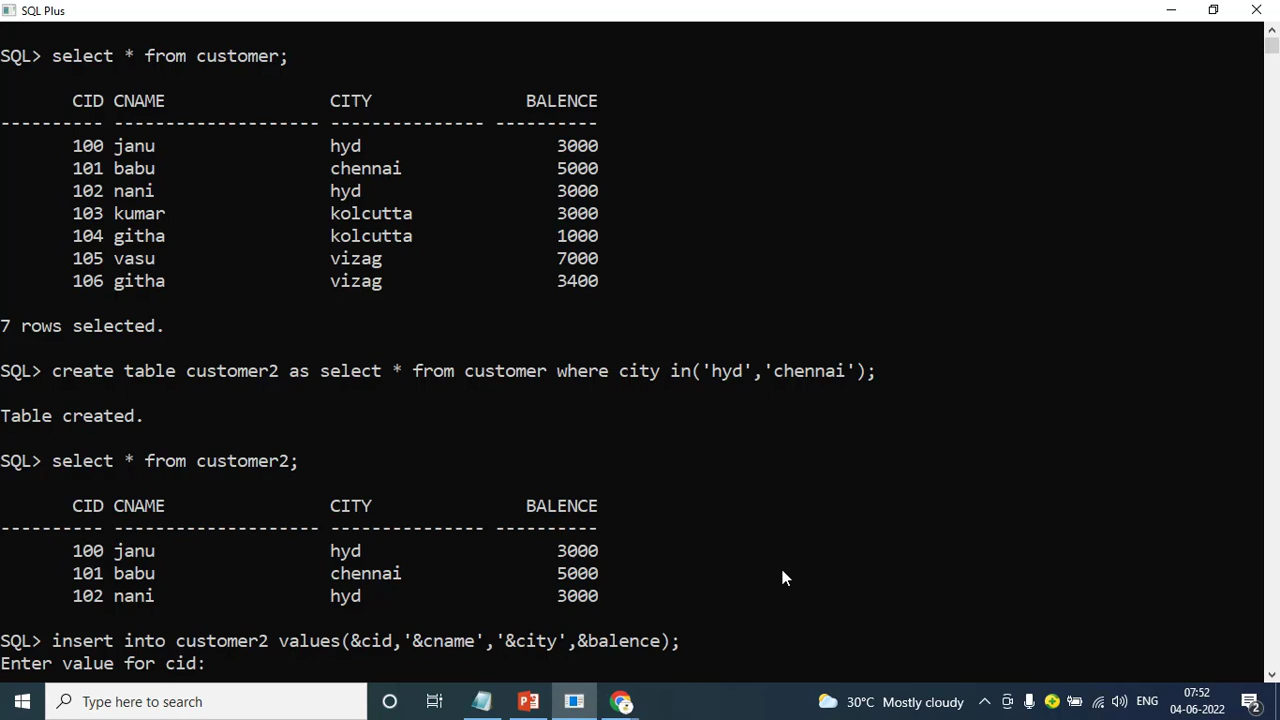 SQL Plus
SQL> select * from customer;
CID CNAME CITY BALENCE
---------- -------------------- --------------- ----------
100 janu hyd 3000
101 babu chennai 5000
102 nani hyd 3000
103 kumar kolcutta 3000
104 githa kolcutta 1000
105 vasu vizag 7000
106 githa vizag 3400
7 rows selected.
SQL> create table customer2 as select * from customer where city in('hyd','chennai');
Table created.
SQL> select * from customer2;
CID CNAME CITY BALENCE
---------- -------------------- --------------- ----------
100 janu hyd 3000
101 babu chennai 5000
102 nani hyd 3000
SQL> insert into customer2 values(&cid,'&cname','&city',&balence);
Enter value for cid:
Type here to search 30°C Mostly cloudy ENG 07:52
04-06-2022 2